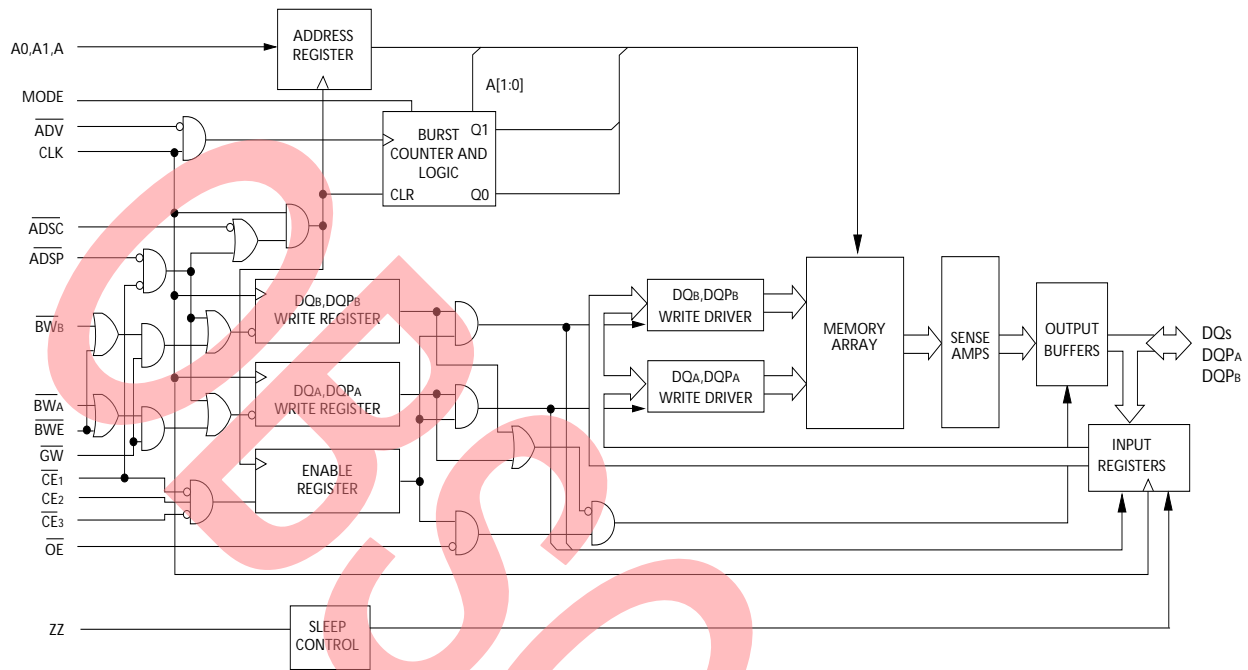 A0,A1,A
MODE
ADV
CLK
ADSC
ADSP
BWB
BWA
BWE
GW
CE1
CE2
CE3
OE
ZZ
ADDRESS
REGISTER
A[1:0]
BURST
COUNTER AND
LOGIC
Q1
CLR
Q0
DQB,DQPB
WRITE REGISTER
DQA,DQPA
WRITE REGISTER
ENABLE
REGISTER
SLEEP
CONTROL
DQB,DQPB
WRITE DRIVER
DQA,DQPA
WRITE DRIVER
MEMORY
ARRAY
SENSE
AMPS
OUTPUT
BUFFERS
INPUT
REGISTERS
DQs
DQPA
DQPB